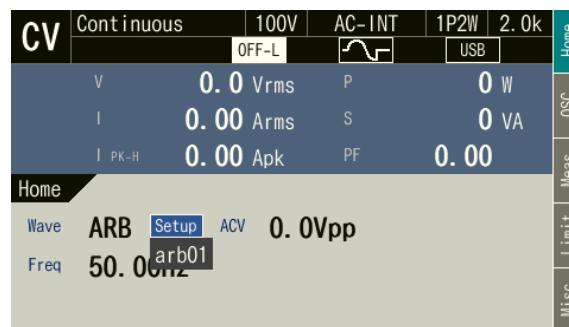 CV Continuous 100V AC-INT 1P2W 2.0k
OFF-L USB
V 0.0 Vrms P 0 W
I 0.00 Arms S 0 VA
I PK-H 0.00 Apk PF 0.00
Home
Wave ARB Setup ACV 0.0Vpp
arb01
Freq 50.00Hz
Home
OSC
Meas
Limit
Misc